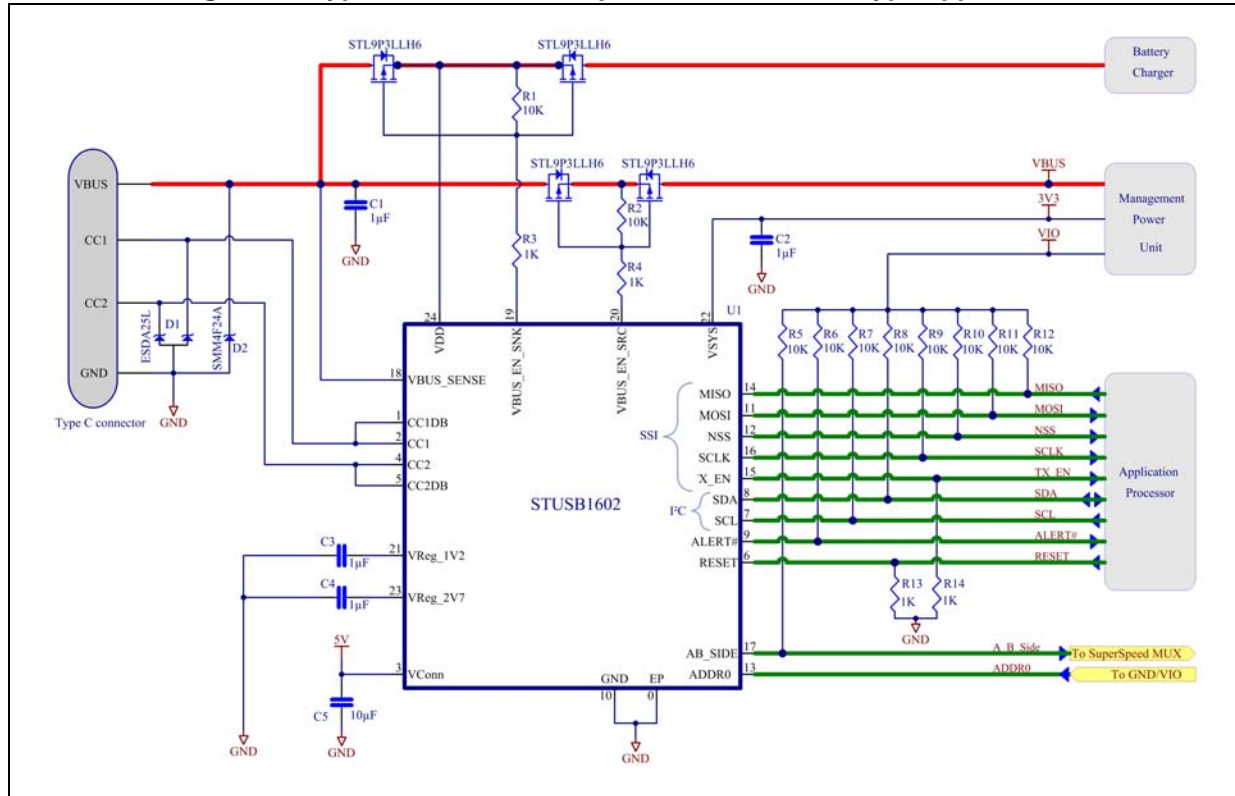 STL9P3LLH6 STL9P3LLH6
Battery
Charger
R1
10K
STL9P3LLH6 STL9P3LLH6
VBUS
VBUS
3V3
Management
Power
Unit
C1
1µF
GND
R2
10K
CC1
R3
1K
R4
1K
C2
1µF
GND
VIO
CC2
ESDA25L
D1
SMM4F24A
D2
GND
GND
Type C connector
U1
24
VDD
19
VBUS_EN_SNK
20
VBUS_EN_SRC
22
VSYS
R5
10K
R6
10K
R7
10K
R8
10K
R9
10K
R10
10K
R11
10K
R12
10K
18 VBUS_SENSE
1 CC1DB
2 CC1
4 CC2
5 CC2DB
STUSB1602
SSI
I²C
MISO 14 MISO
MOSI 11 MOSI
NSS 12 NSS
SCLK 16 SCLK
X_EN 15 TX_EN
SDA 8 SDA
SCL 7 SCL
ALERT# 9 ALERT#
RESET 6 RESET
Application
Processor
C3
1µF
21 VReg_1V2
C4
1µF
23 VReg_2V7
R13
1K
R14
1K
GND
5V
3 VConn
C5 10µF
GND
GND
GND
10
EP
0
GND
AB_SIDE 17 A_B_Side To SuperSpeed MUX
ADDR0 13 ADDR0 To GND/VIO